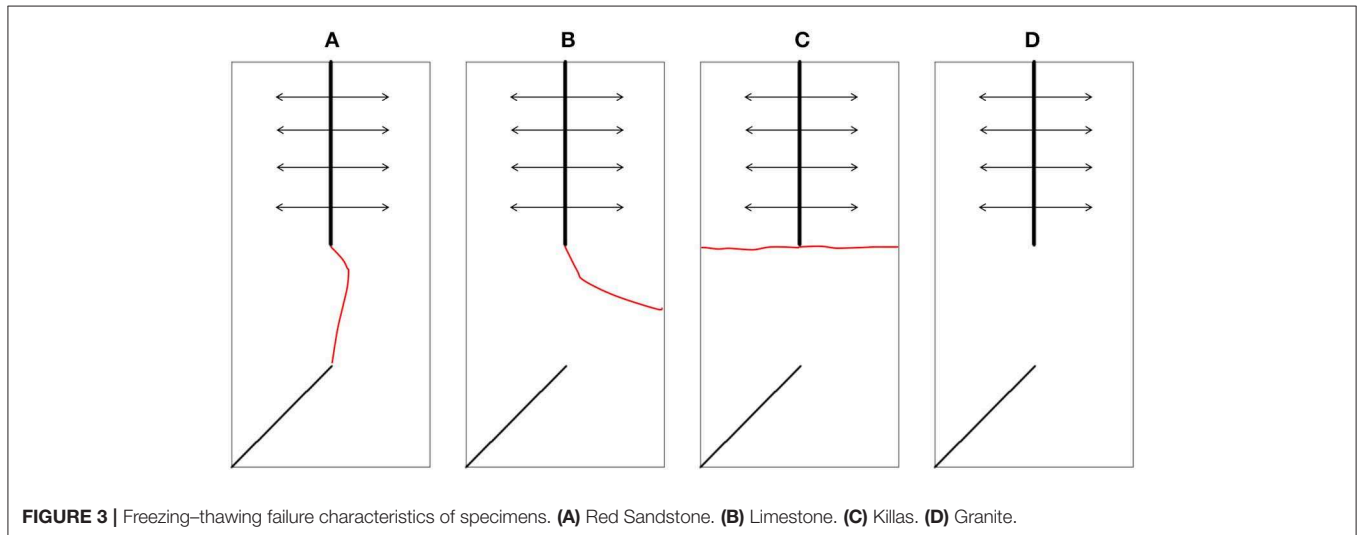 A B C D
FIGURE 3 | Freezing–thawing failure characteristics of specimens. (A) Red Sandstone. (B) Limestone. (C) Killas. (D) Granite.